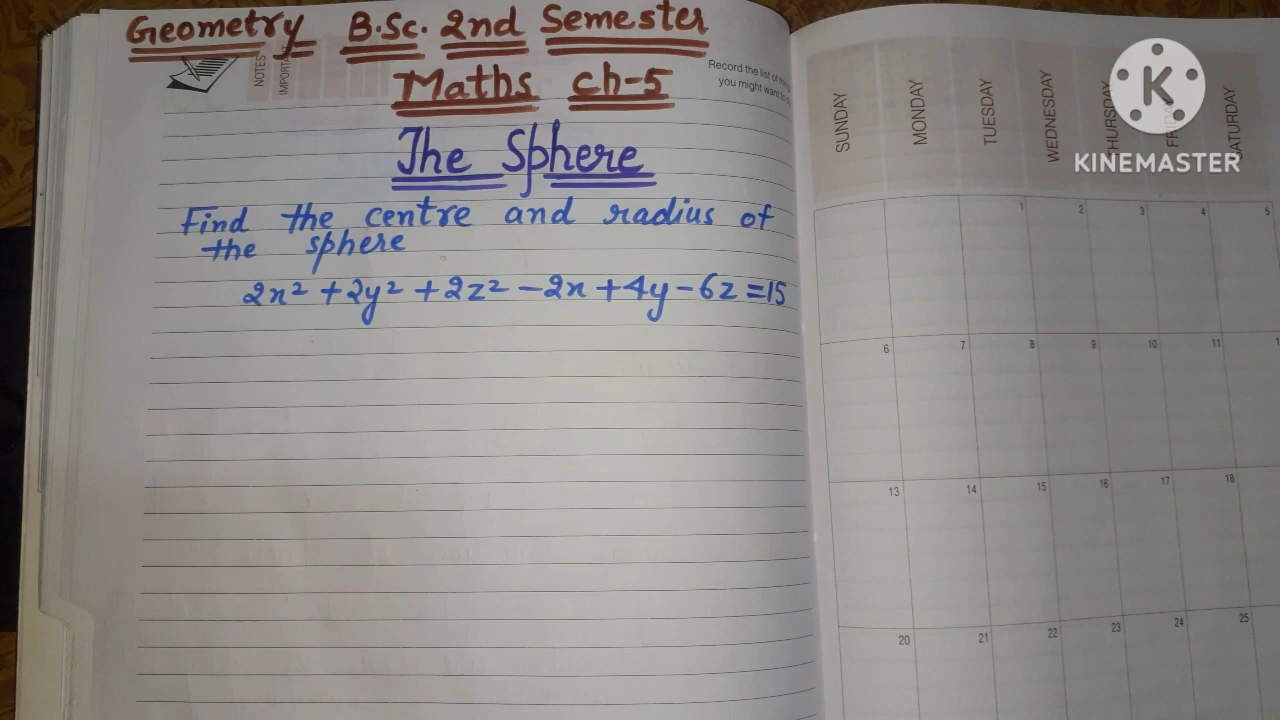 Geometry B.Sc. 2nd Semester
Maths ch-5
The Sphere
Find the centre and radius of
the sphere
2x² + 2y² + 2z² - 2x + 4y - 6z = 15
NOTES
Record the list of
you might want to
SUNDAY MONDAY TUESDAY WEDNESDAY THURSDAY FRIDAY SATURDAY
K
KINEMASTER
1 2 3 4 5
6 7 8 9 10 11
13 14 15 16 17 18
20 21 22 23 24 25